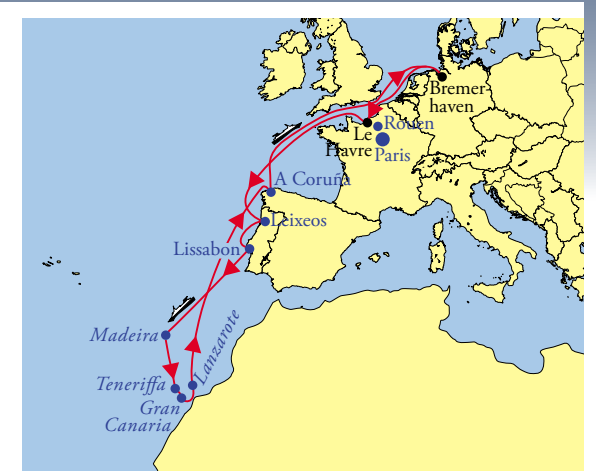 Bremer-
haven
Rouen
Le
Havre
Paris
A Coruña
Leixeos
Lissabon
Madeira
Lanzarote
Teneriffa
Gran
Canaria